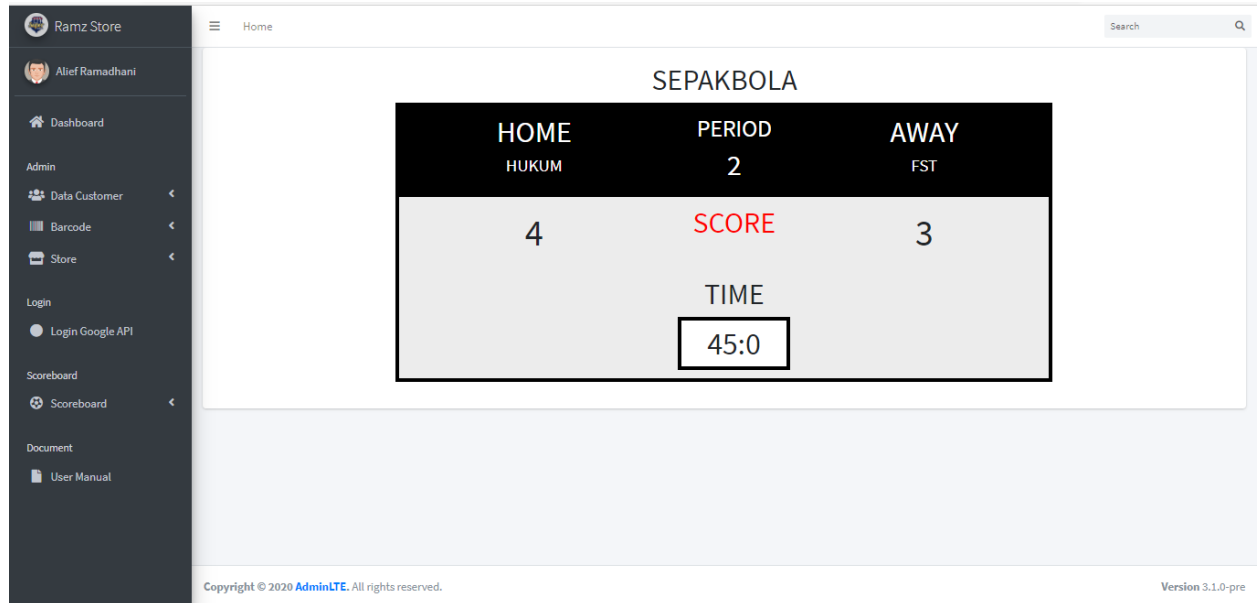 Ramz Store
Home
Search
Alief Ramadhani
Dashboard
Admin
Data Customer
Barcode
Store
Login
Login Google API
Scoreboard
Scoreboard
Document
User Manual
SEPAKBOLA
HOME PERIOD AWAY
HUKUM 2 FST
4 SCORE 3
TIME
45:0
Copyright © 2020 AdminLTE. All rights reserved.
Version 3.1.0-pre